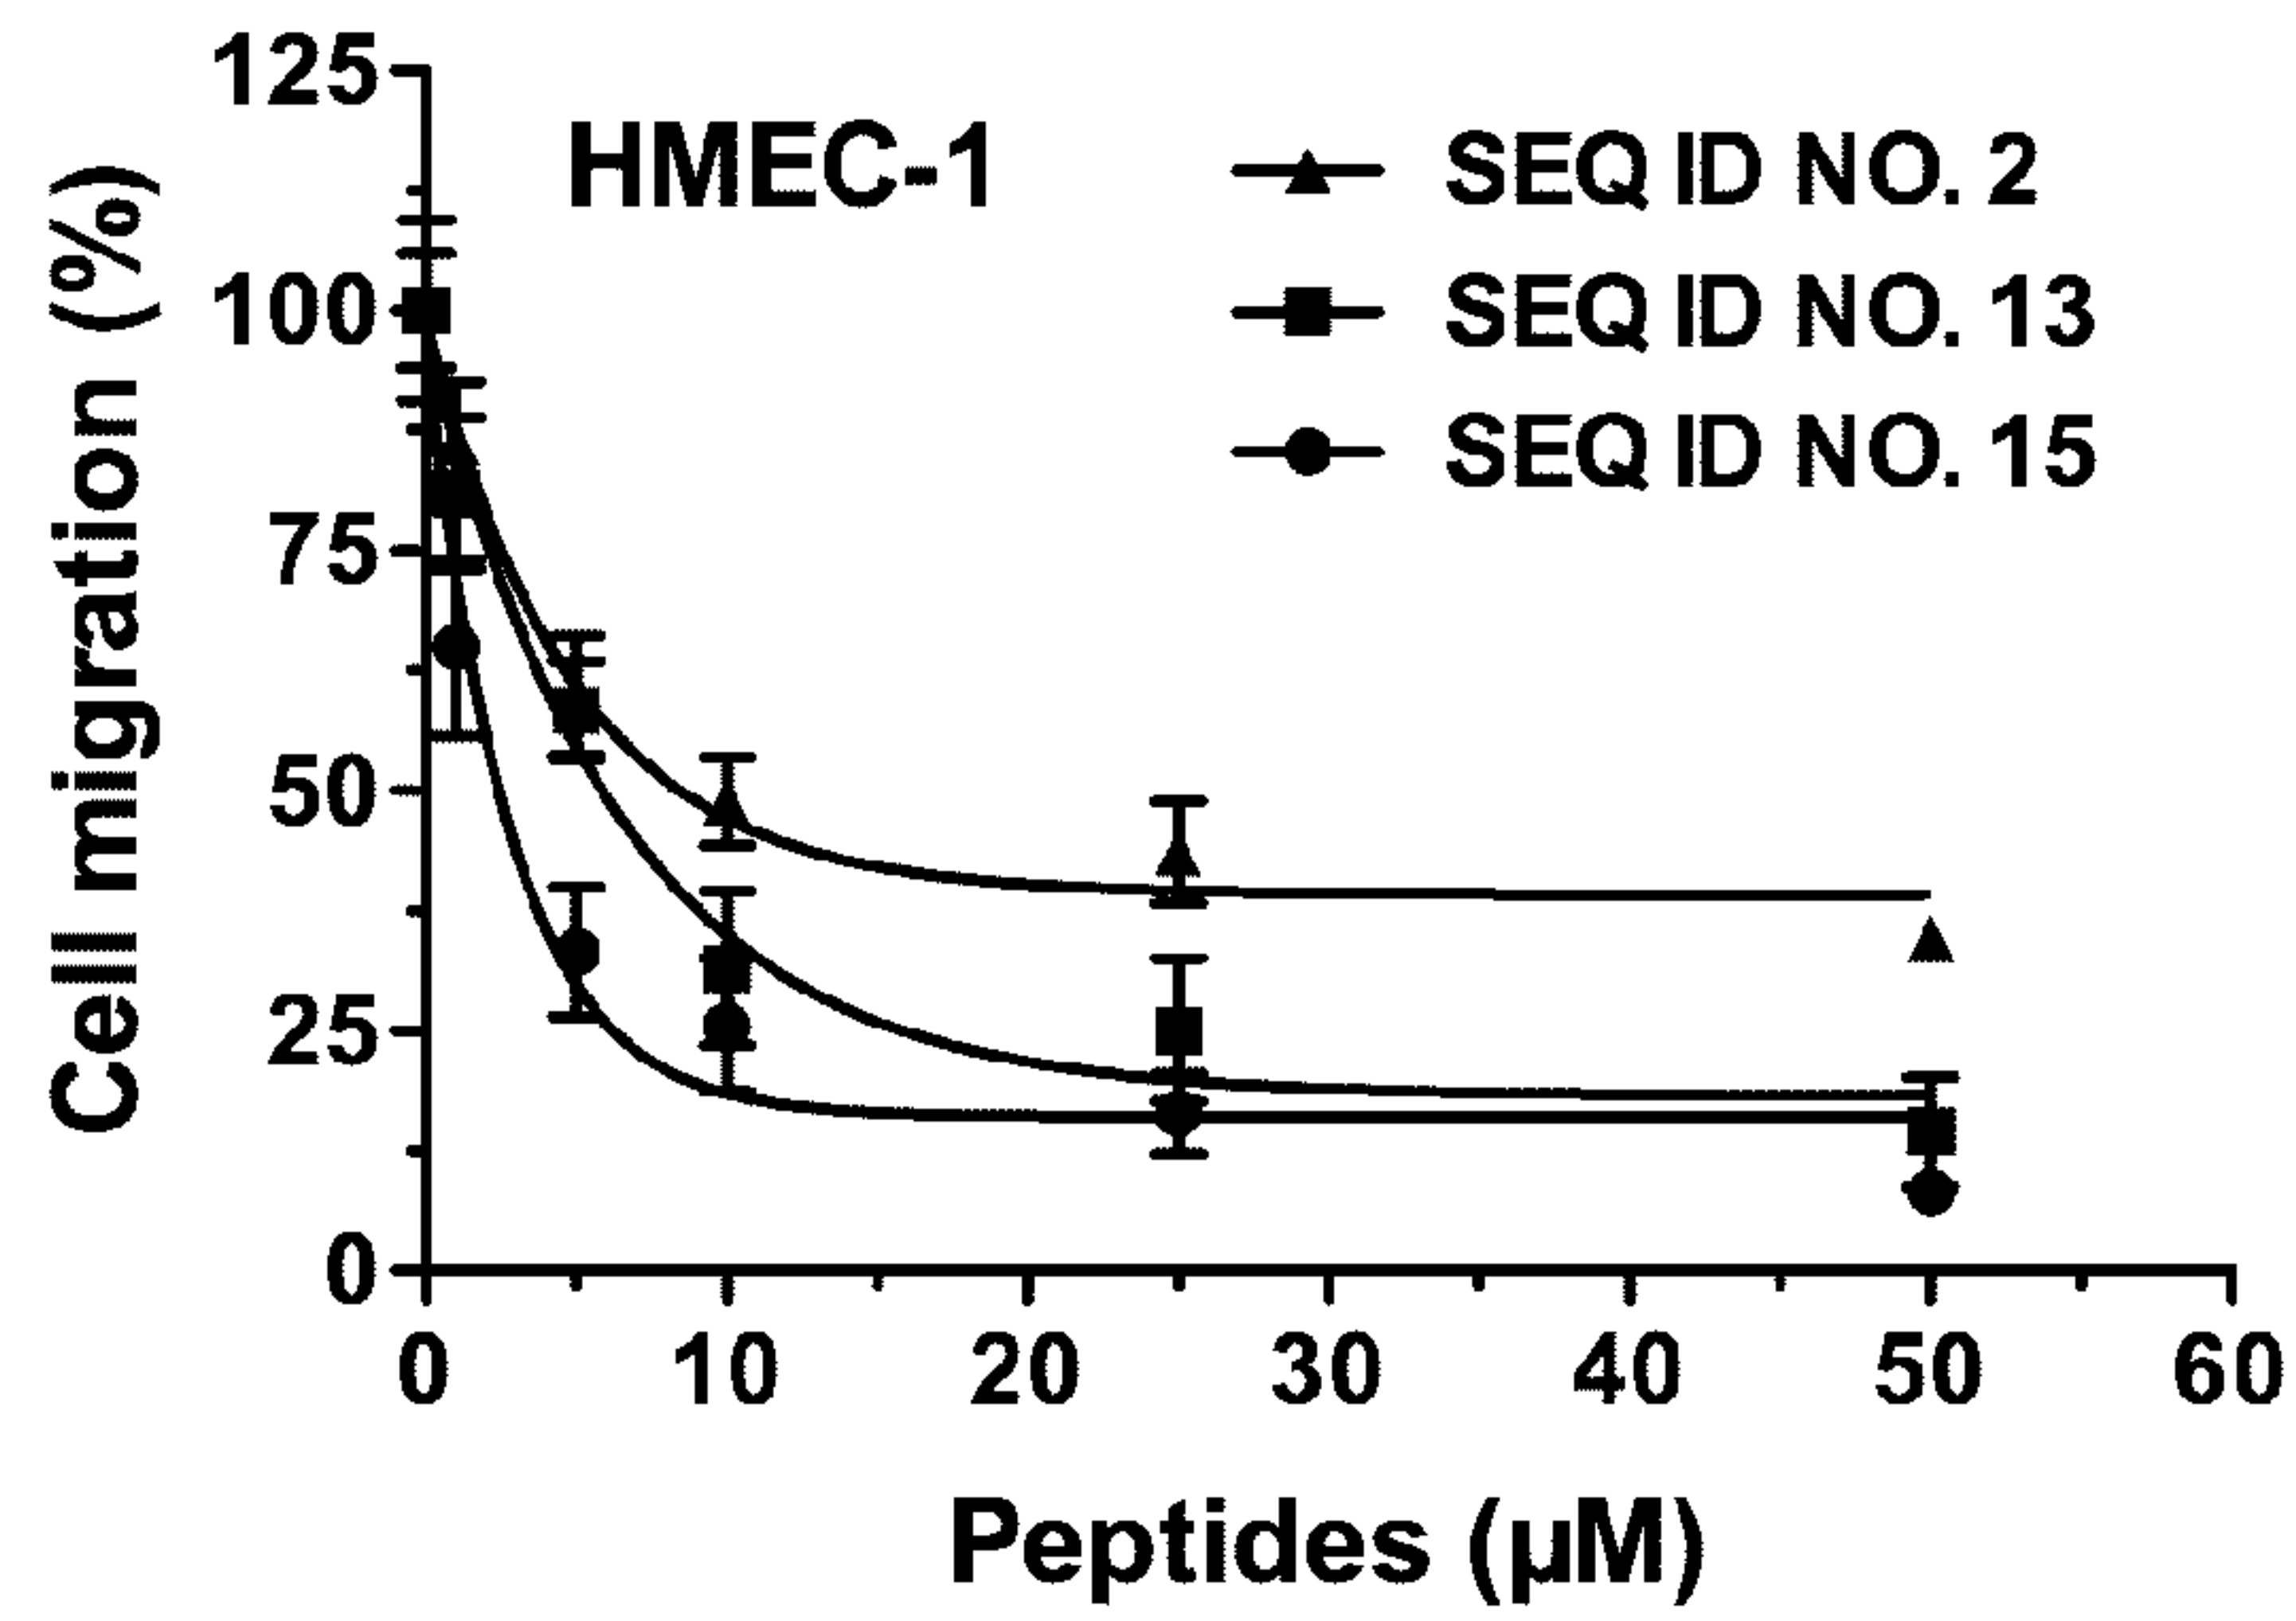 HMEC-1
SEQ ID NO. 2
SEQ ID NO. 13
SEQ ID NO. 15
Cell migration (%)
125
100
75
50
25
0
0 10 20 30 40 50 60
Peptides (µM)